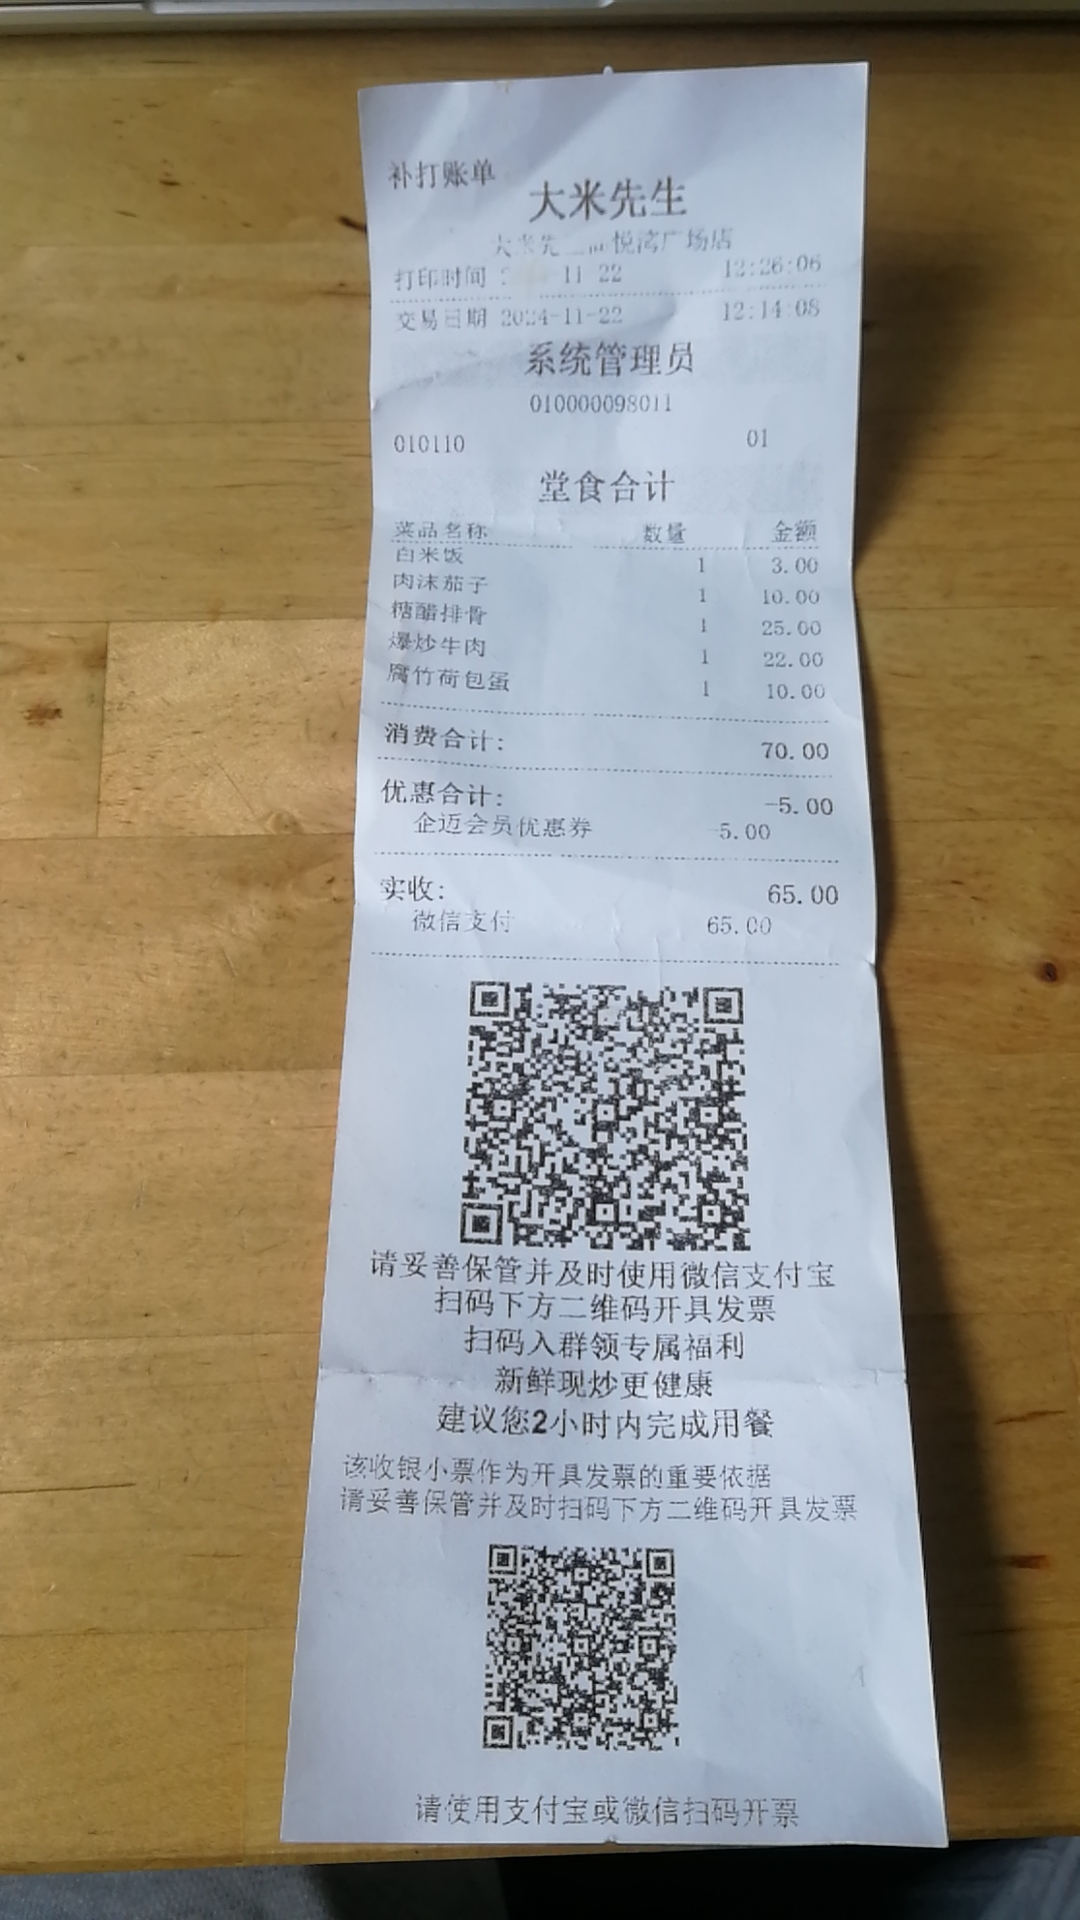 补打账单
大米先生
大米先 悦湾广场店
打印时间 11 22 12:26:06
交易日期 2024-11-22 12:14:08
系统管理员
010000098011
010110 01
堂食合计
菜品名称 数量 金额
白米饭 1 3.00
肉沫茄子 1 10.00
糖醋排骨 1 25.00
爆炒牛肉 1 22.00
腐竹荷包蛋 1 10.00
消费合计: 70.00
优惠合计: -5.00
企迈会员优惠券 -5.00
实收: 65.00
微信支付 65.00
请妥善保管并及时使用微信支付宝
扫码下方二维码开具发票
扫码入群领专属福利
新鲜现炒更健康
建议您2小时内完成用餐
该收银小票作为开具发票的重要依据
请妥善保管并及时扫码下方二维码开具发票
请使用支付宝或微信扫码开票